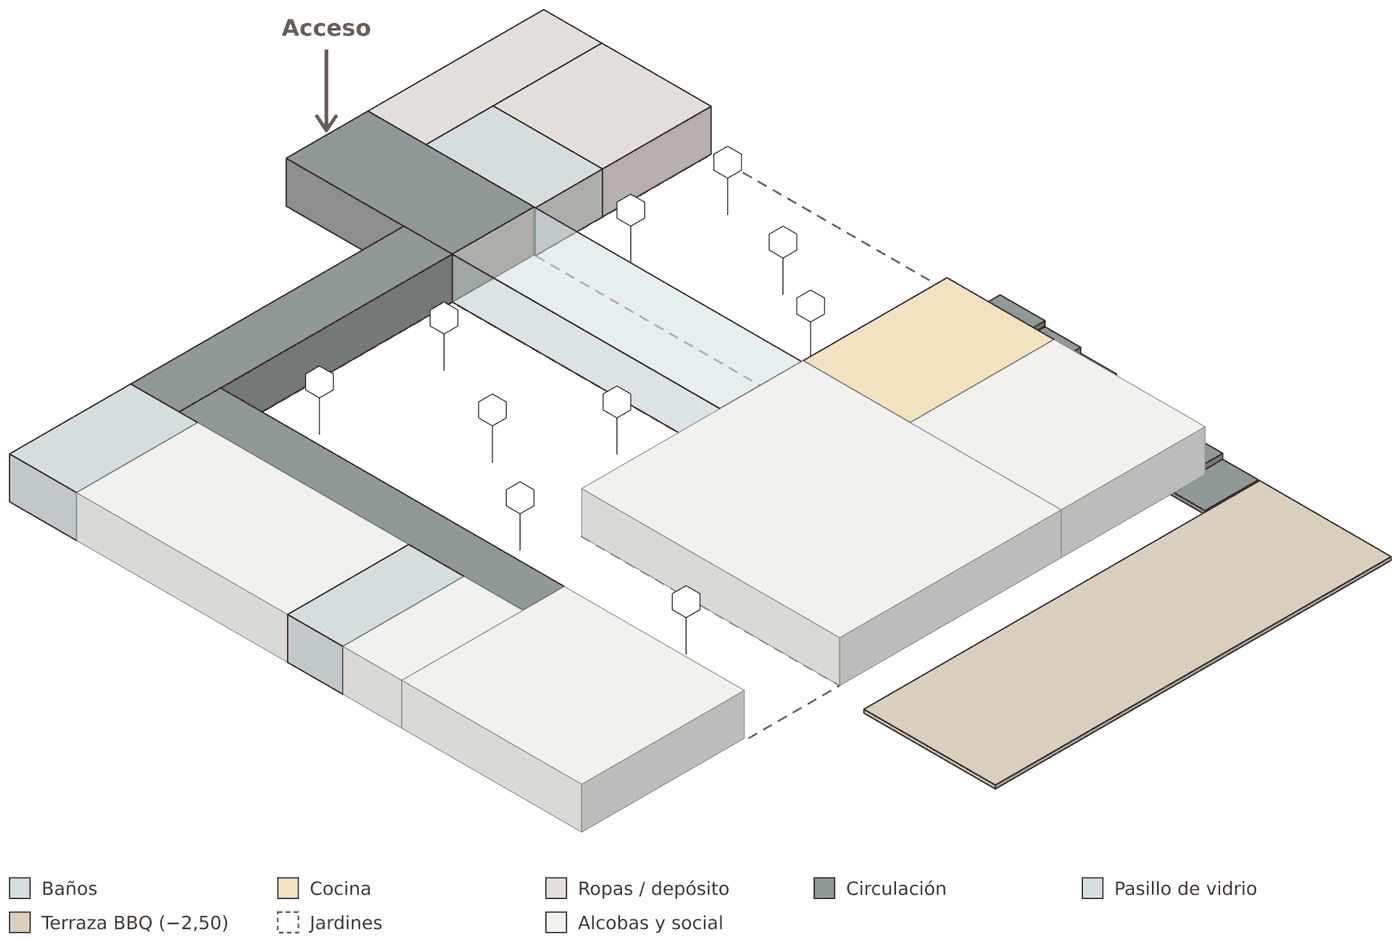 Acceso
Baños
Cocina
Ropas / depósito
Circulación
Pasillo de vidrio
Terraza BBQ (−2,50)
Jardines
Alcobas y social